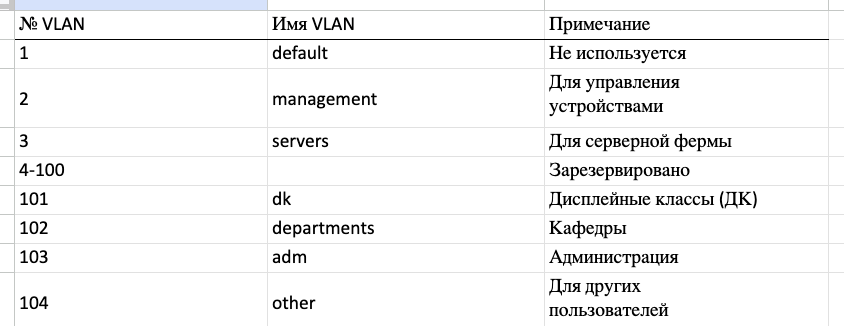 № VLAN Имя VLAN Примечание
1 default Не используется
2 management Для управления
устройствами
3 servers Для серверной фермы
4-100 Зарезервировано
101 dk Дисплейные классы (ДК)
102 departments Кафедры
103 adm Администрация
104 other Для других
пользователей